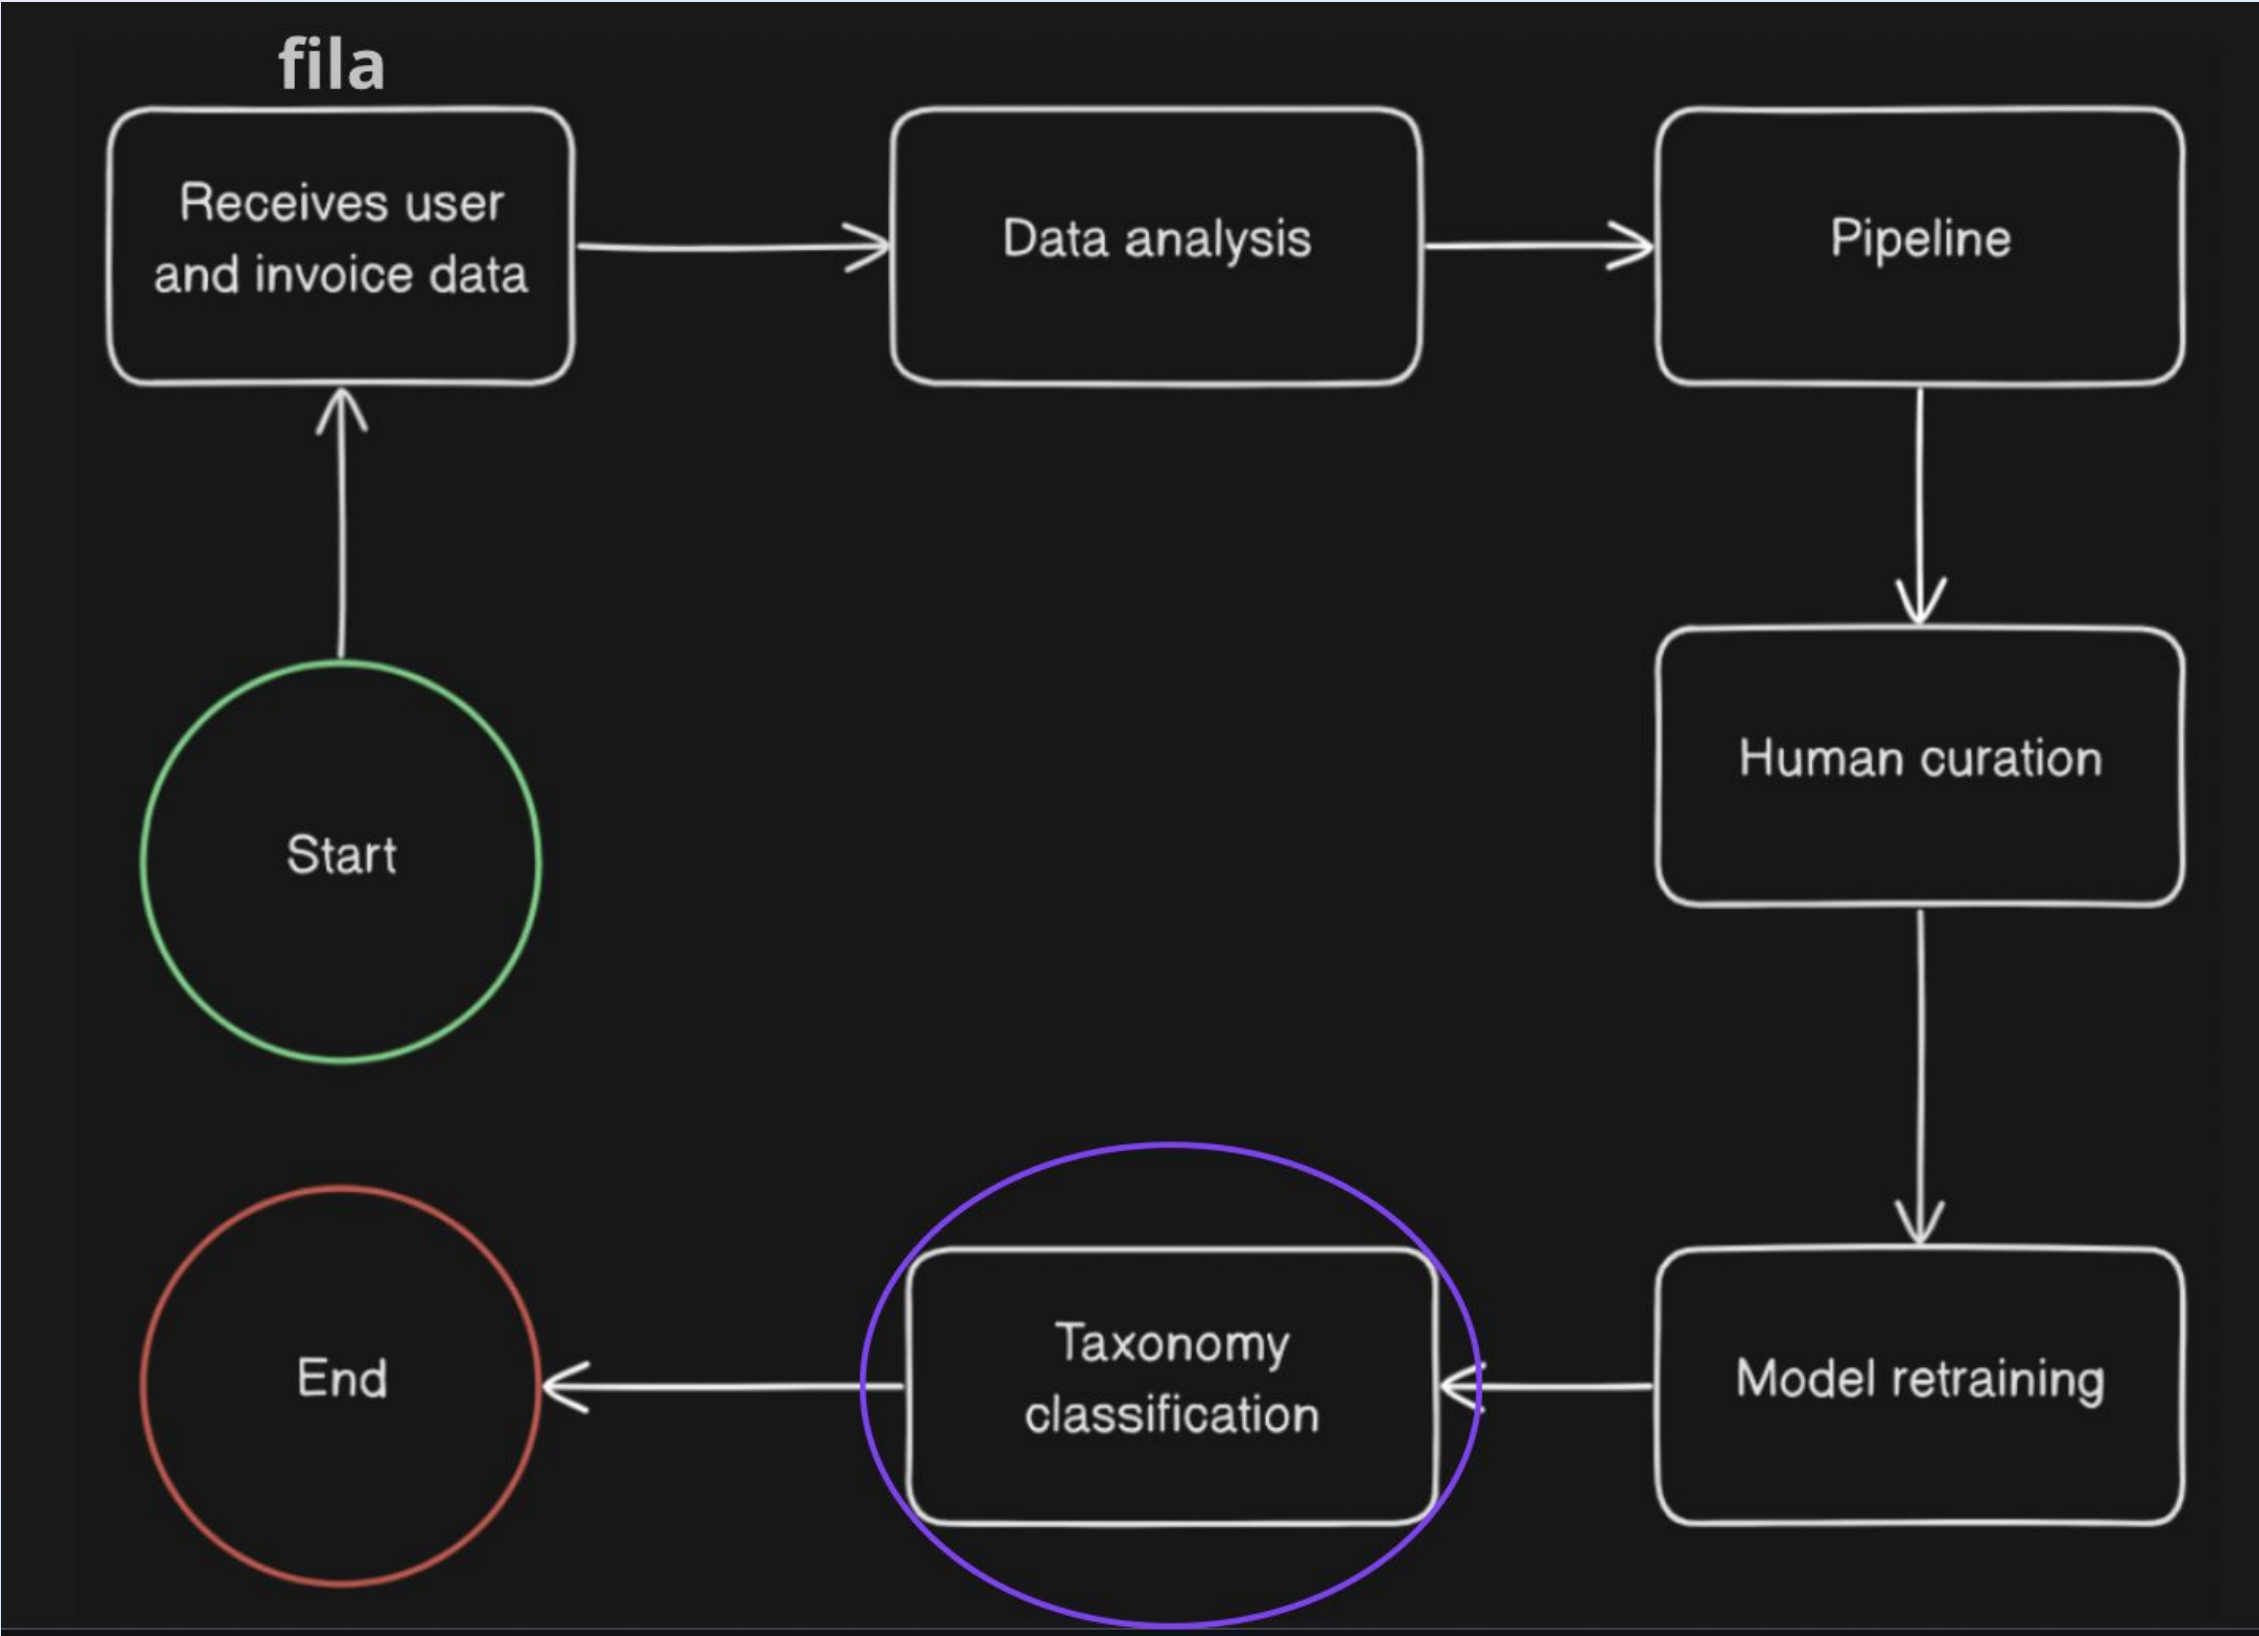 fila
Receives user
and invoice data
Data analysis
Pipeline
Human curation
Start
Model retraining
Taxonomy
classification
End